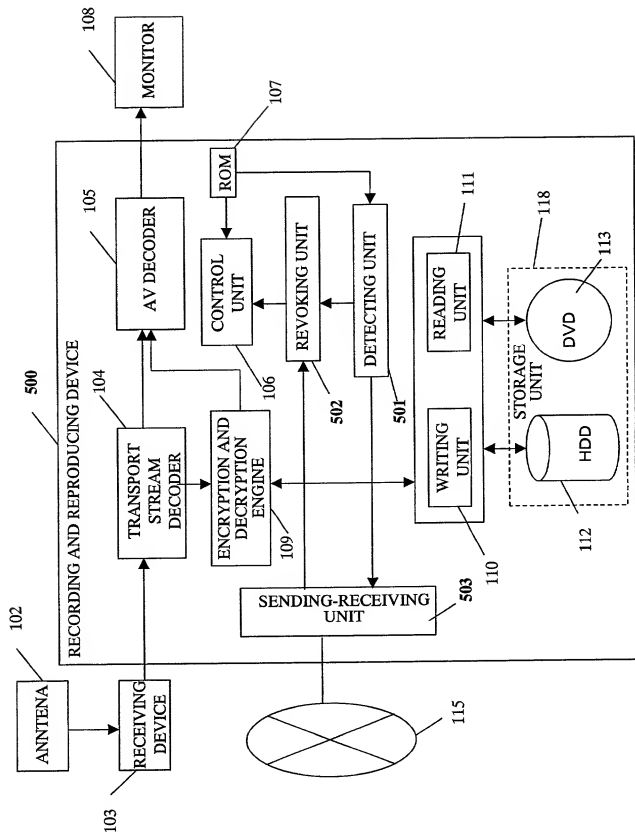 500
RECORDING AND REPRODUCING DEVICE
102
ANNTENA
RECEIVING
DEVICE
103
104
TRANSPORT
STREAM
DECODER
105
AV DECODER
108
MONITOR
ENCRYPTION AND
DECRYPTION
ENGINE
109
CONTROL
UNIT
106
ROM
107
REVOKING UNIT
502
DETECTING UNIT
501
SENDING-RECEIVING
UNIT
503
115
WRITING
UNIT
110
READING
UNIT
111
118
STORAGE
UNIT
HDD
112
DVD
113